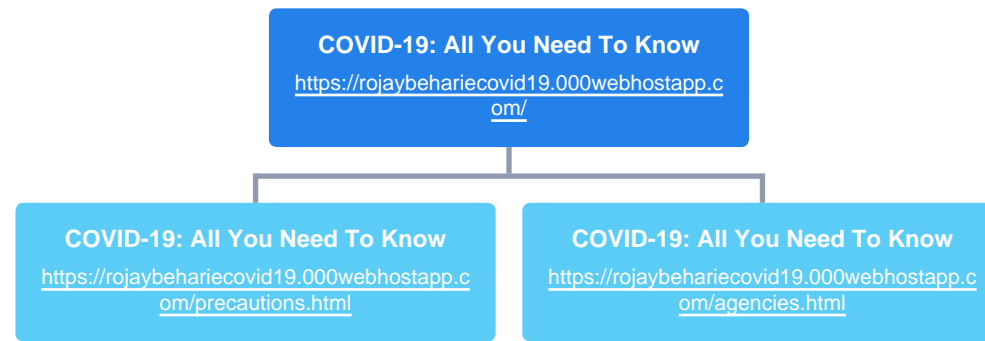 COVID-19: All You Need To Know
https://rojaybehariecovid19.000webhostapp.c
om/
COVID-19: All You Need To Know
https://rojaybehariecovid19.000webhostapp.c
om/precautions.html
COVID-19: All You Need To Know
https://rojaybehariecovid19.000webhostapp.c
om/agencies.html